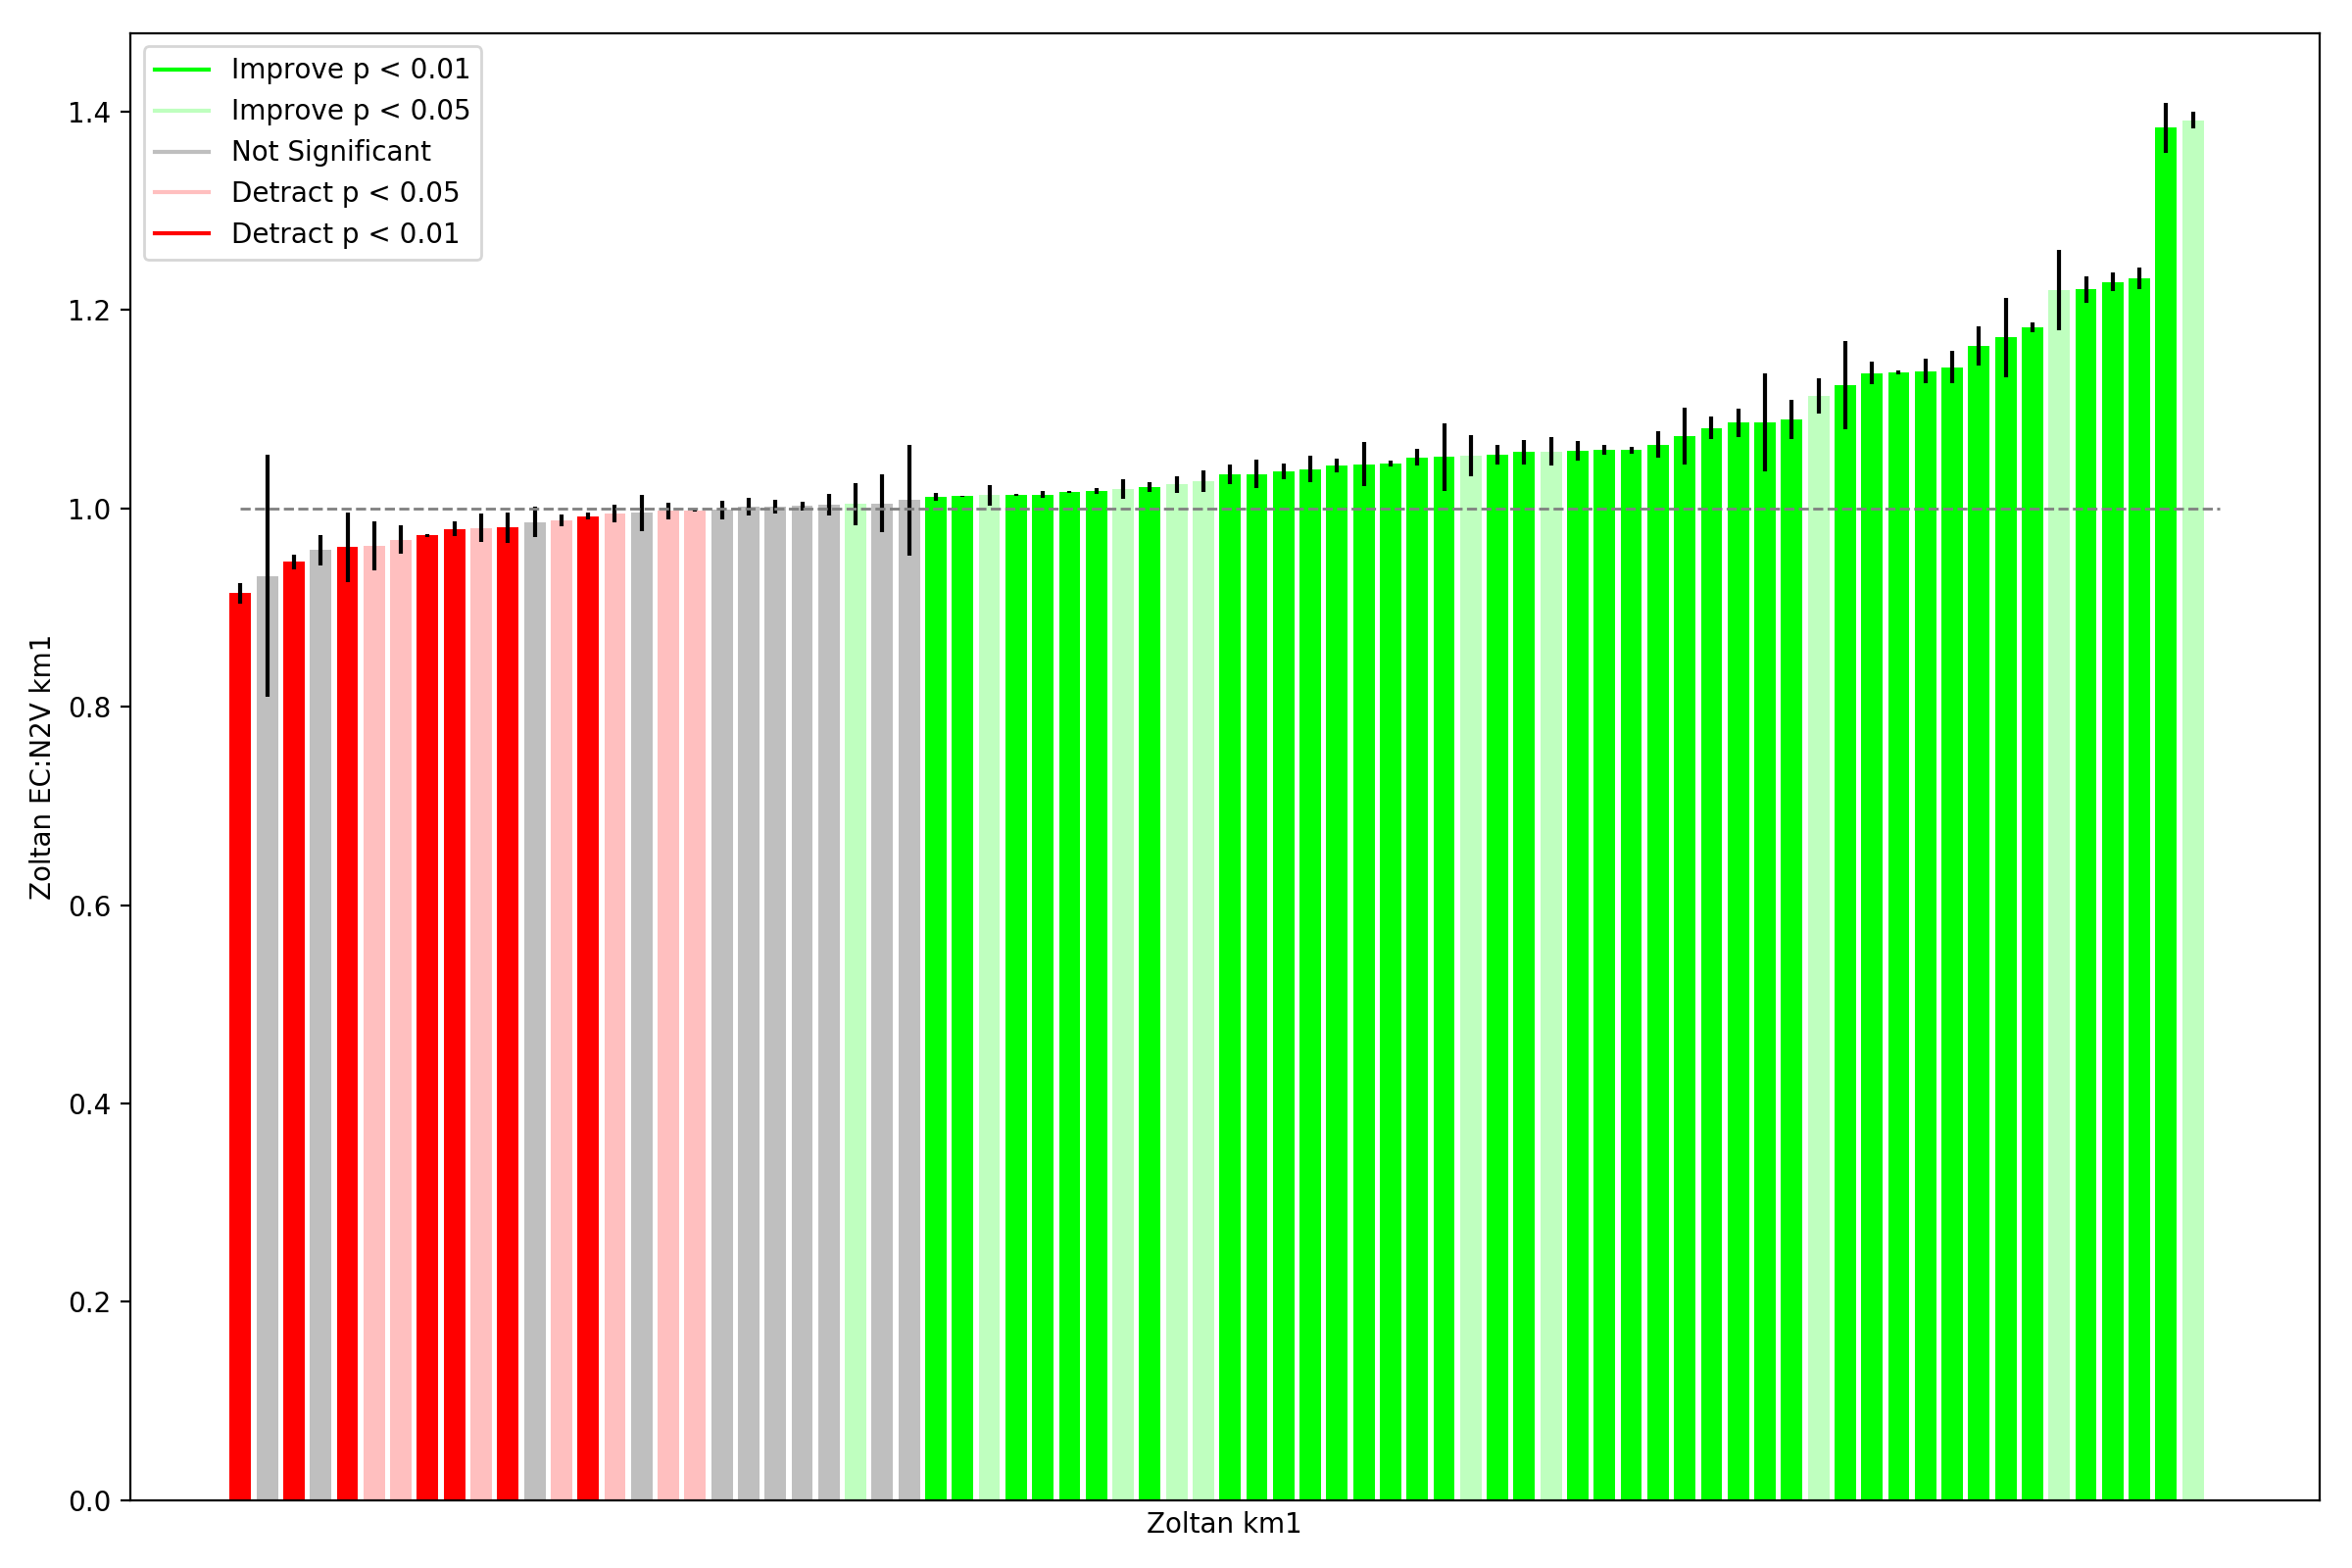 Improve p < 0.01
Improve p < 0.05
Not Significant
Detract p < 0.05
Detract p < 0.01
1.4
1.2
1.0
0.8
0.6
0.4
0.2
0.0
Zoltan EC:N2V km1
Zoltan km1